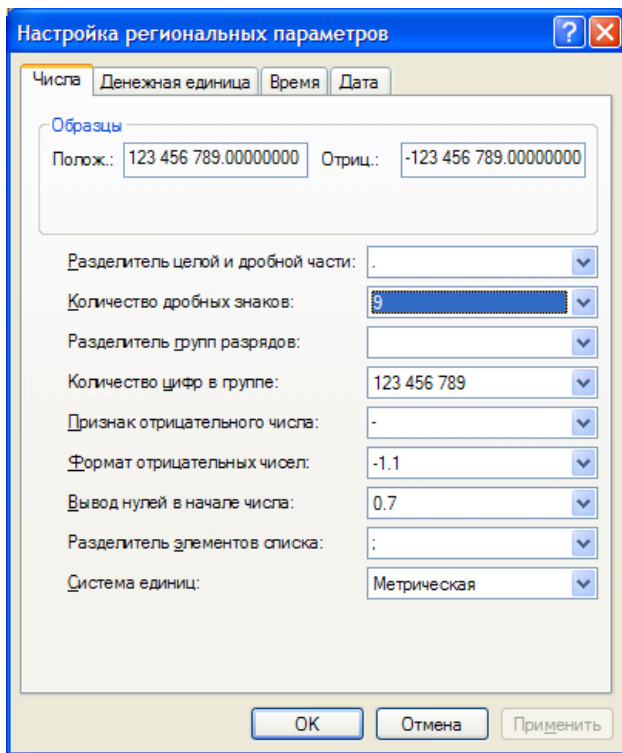 Настройка региональных параметров
Числа Денежная единица Время Дата
Образцы
Полож.: 123 456 789.00000000 Отриц.: -123 456 789.00000000
Разделитель целой и дробной части: .
Количество дробных знаков: 9
Разделитель групп разрядов:
Количество цифр в группе: 123 456 789
Признак отрицательного числа: -
Формат отрицательных чисел: -1.1
Вывод нулей в начале числа: 0.7
Разделитель элементов списка: ;
Система единиц: Метрическая
OK Отмена Применить